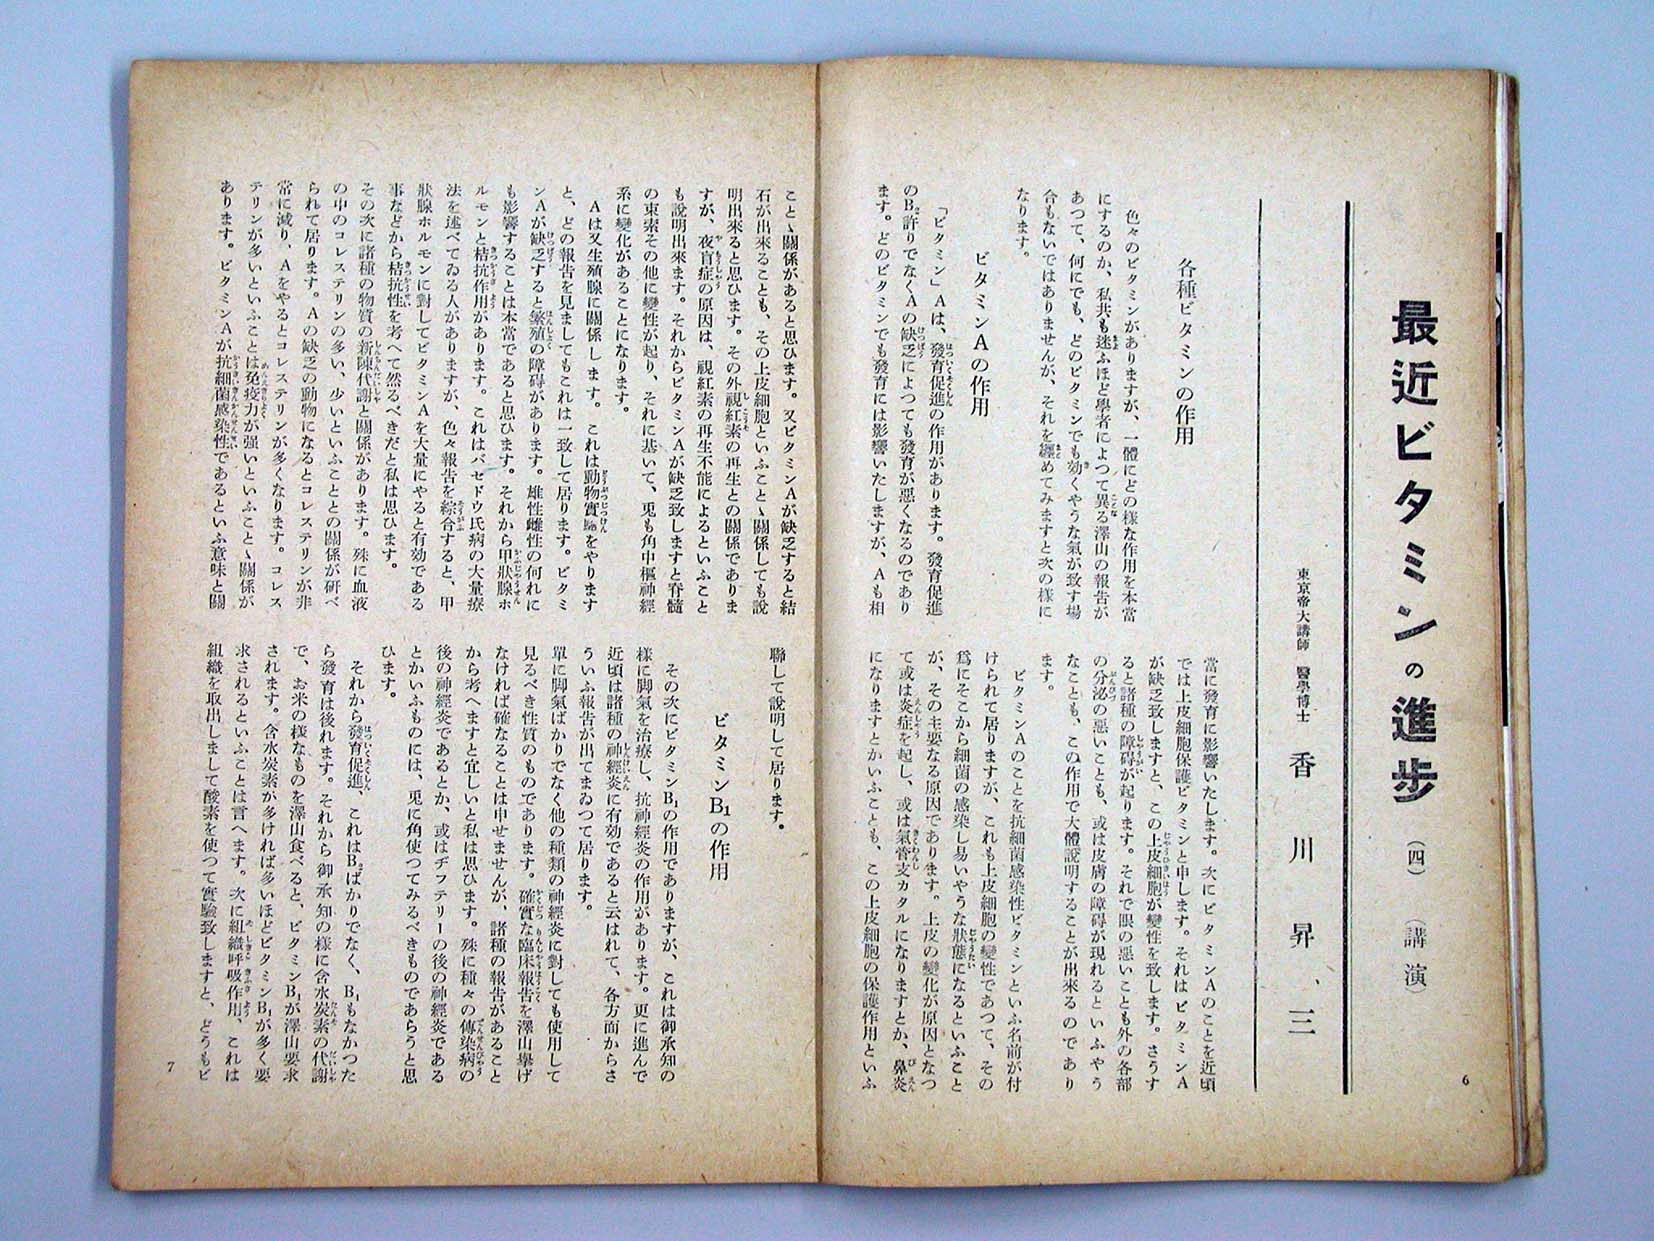 最近ビタミンの進歩 (四) (講演)
東京帝大講師 醫學博士 香川昇三
各種ビタミンの作用
色々のビタミンがありますが、一體にどの樣な作用を本當
にするのか、私共も迷ふほど學者によつて異る澤山の報告が
あつて、何にでも、どのビタミンでも効くやうな氣が致す場
合もないではありませんが、それを纒めてみますと次の樣に
なります。
ビタミンAの作用
「ビタミン」Aは、發育促進の作用があります。發育促進
のB₂許りでなくAの缺乏によつても發育が惡くなるのであり
ます。どのビタミンでも發育には影響いたしますが、Aも相
當に發育に影響いたします。次にビタミンAのことを近頃
では上皮細胞保護ビタミンと申します。それはビタミンA
が缺乏致しますと、この上皮細胞が變性を致します。さうす
ると諸種の障碍が起ります。それで眼の惡いことも外の各部
の分泌の惡いことも、或は皮膚の障碍が現れるといふやう
なことも、この作用で大體說明することが出來るのであり
ます。
ビタミンAのことを抗細菌感染性ビタミンといふ名前が付
けられて居りますが、これも上皮細胞の變性であつて、その
爲にそこから細菌の感染し易いやうな狀態になるといふこと
が、その主要なる原因であります。上皮の變化が原因となつ
て或は炎症を起し、或は氣管支カタルになりますとか、鼻炎
になりますとかいふことも、この上皮細胞の保護作用といふ
6
ことゝ關係があると思ひます。又ビタミンAが缺乏すると結
石が出來ることも、その上皮細胞といふことゝ關係しても說
明出來ると思ひます。その外視紅素の再生との關係でありま
すが、夜盲症の原因は、視紅素の再生不能によるといふこと
も說明出來ます。それからビタミンAが缺乏致しますと脊髓
の束索その他に變性が起り、それに基いて、兎も角中樞神經
系に變化があることになります。
Aは又生殖腺に關係します。これは動物實驗をやります
と、どの報告を見ましてもこれは一致して居ります。ビタミ
ンAが缺乏すると繁殖の障碍があります。雄性雌性の何れに
も影響することは本當であると思ひます。それから甲狀腺ホ
ルモンと拮抗作用があります。これはバセドウ氏病の大量療
法を述べてゐる人がありますが、色々報告を綜合すると、甲
狀腺ホルモンに對してビタミンAを大量にやると有効である
事などから拮抗性を考へて然るべきだと私は思ひます。
その次に諸種の物質の新陳代謝と關係があります。殊に血液
の中のコレステリンの多い、少いといふこととの關係が硏べ
られて居ります。Aの缺乏の動物になるとコレステリンが非
常に減り、Aをやるとコレステリンが多くなります。コレス
テリンが多いといふことは免疫力が强いといふことゝ關係が
あります。ビタミンAが抗細菌感染性であるといふ意味と關
聯して說明して居ります。
ビタミンB₁の作用
その次にビタミンB₁の作用でありますが、これは御承知の
樣に脚氣を治療し、抗神經炎の作用があります。更に進んで
近頃は諸種の神經炎に有効であると云はれて、各方面からさ
ういふ報告が出てまゐつて居ります。
單に脚氣ばかりでなく他の種類の神經炎に對しても使用して
見るべき性質のものであります。確實な臨床報告を澤山擧げ
なければ確なることは申せませんが、諸種の報告があること
から考へますと宜しいと私は思ひます。殊に種々の傳染病の
後の神經炎であるとか、或はヂフテリーの後の神經炎である
とかいふものには、兎に角使つてみるべきものであらうと思
ひます。
それから發育促進、これはB₂ばかりでなく、B₁もなかつた
ら發育は後れます。それから御承知の樣に含水炭素の代謝
で、お米の樣なものを澤山食べると、ビタミンB₁が澤山要求
されます。含水炭素が多ければ多いほどビタミンB₁が多く要
求されるといふことは言へます。次に組織呼吸作用、これは
組織を取出しまして酸素を使つて實驗致しますと、どうもビ
7